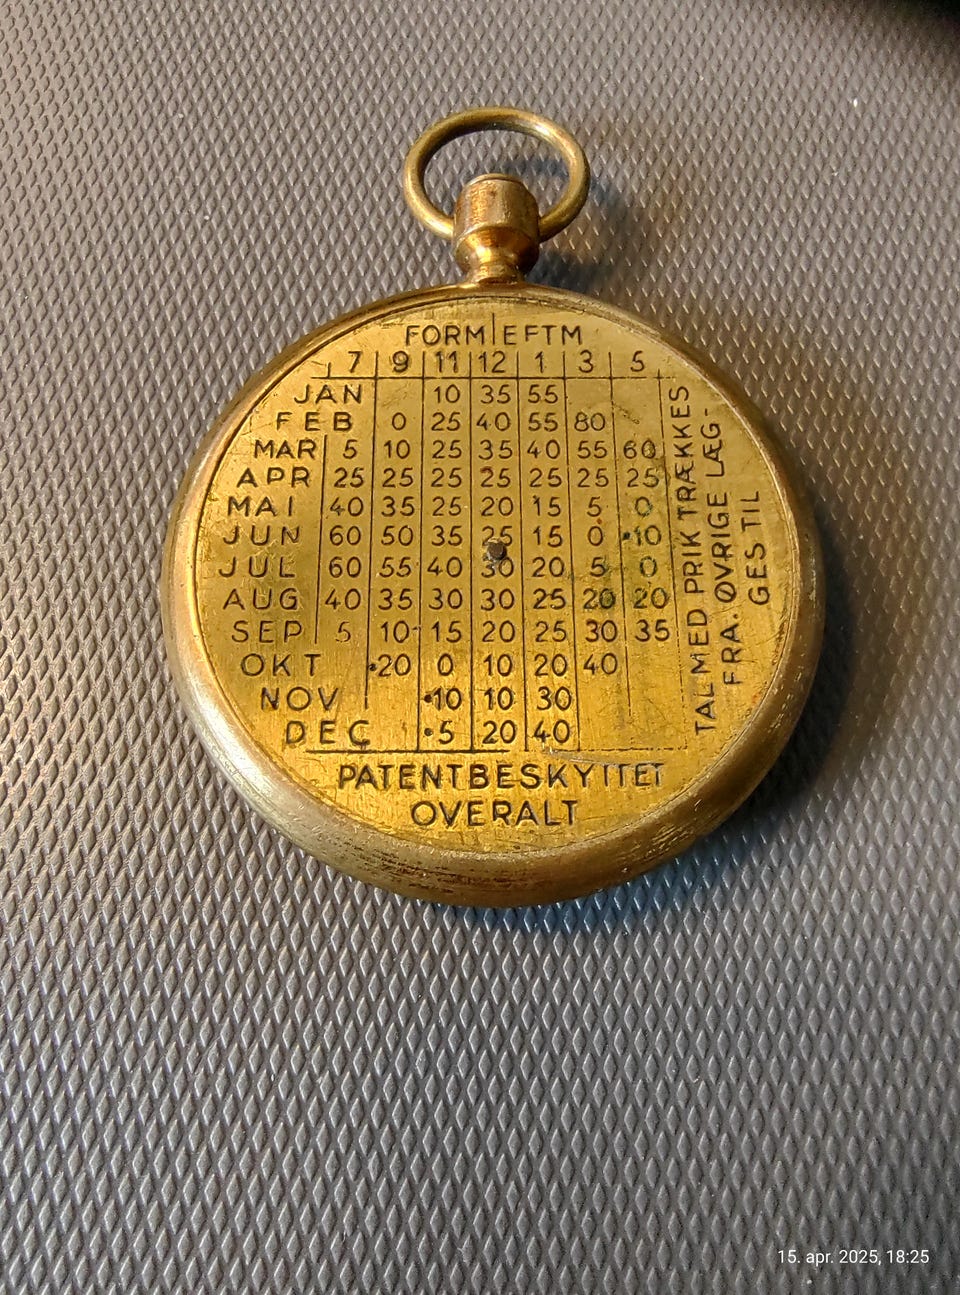 FORM EFTM
7 9 11 12 1 3 5
JAN 10 35 55
FEB 0 25 40 55 80
MAR 5 10 25 35 40 55 60
APR 25 25 25 25 25 25 25
MAI 40 35 25 20 15 5 0
JUN 60 50 35 25 15 0 •10
JUL 60 55 40 30 20 5 0
AUG 40 35 30 30 25 20 20
SEP 5 10 15 20 25 30 35
OKT •20 0 10 20 40
NOV •10 10 30
DEC •5 20 40
PATENTBESKYTTET
OVERALT
TAL MED PRIK TRÆKKES
FRA. ØVRIGE LÆG-
GES TIL
15. apr. 2025, 18:25